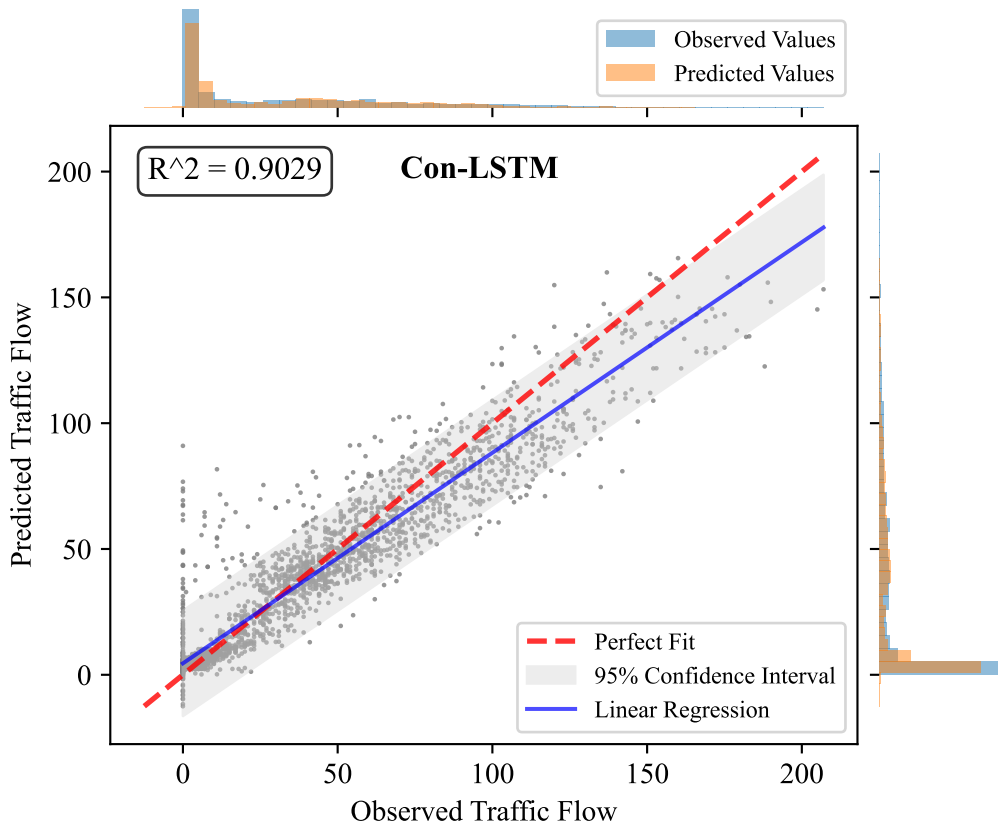 Observed Values
Predicted Values
R^2 = 0.9029
Con-LSTM
200
150
100
50
0
Predicted Traffic Flow
Perfect Fit
95% Confidence Interval
Linear Regression
0 50 100 150 200
Observed Traffic Flow